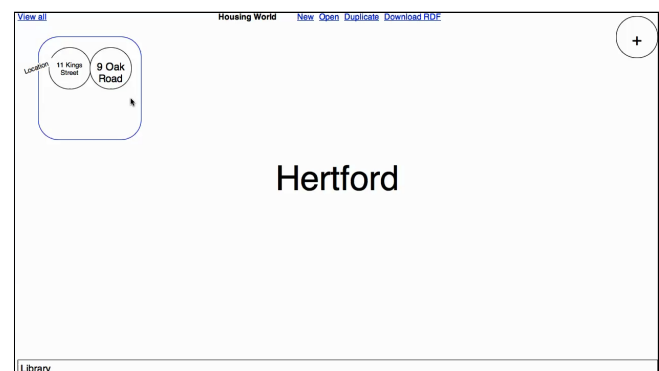 View all
Housing World New Open Duplicate Download RDF
+
Location
11 Kings
Street
9 Oak
Road
Hertford
Library